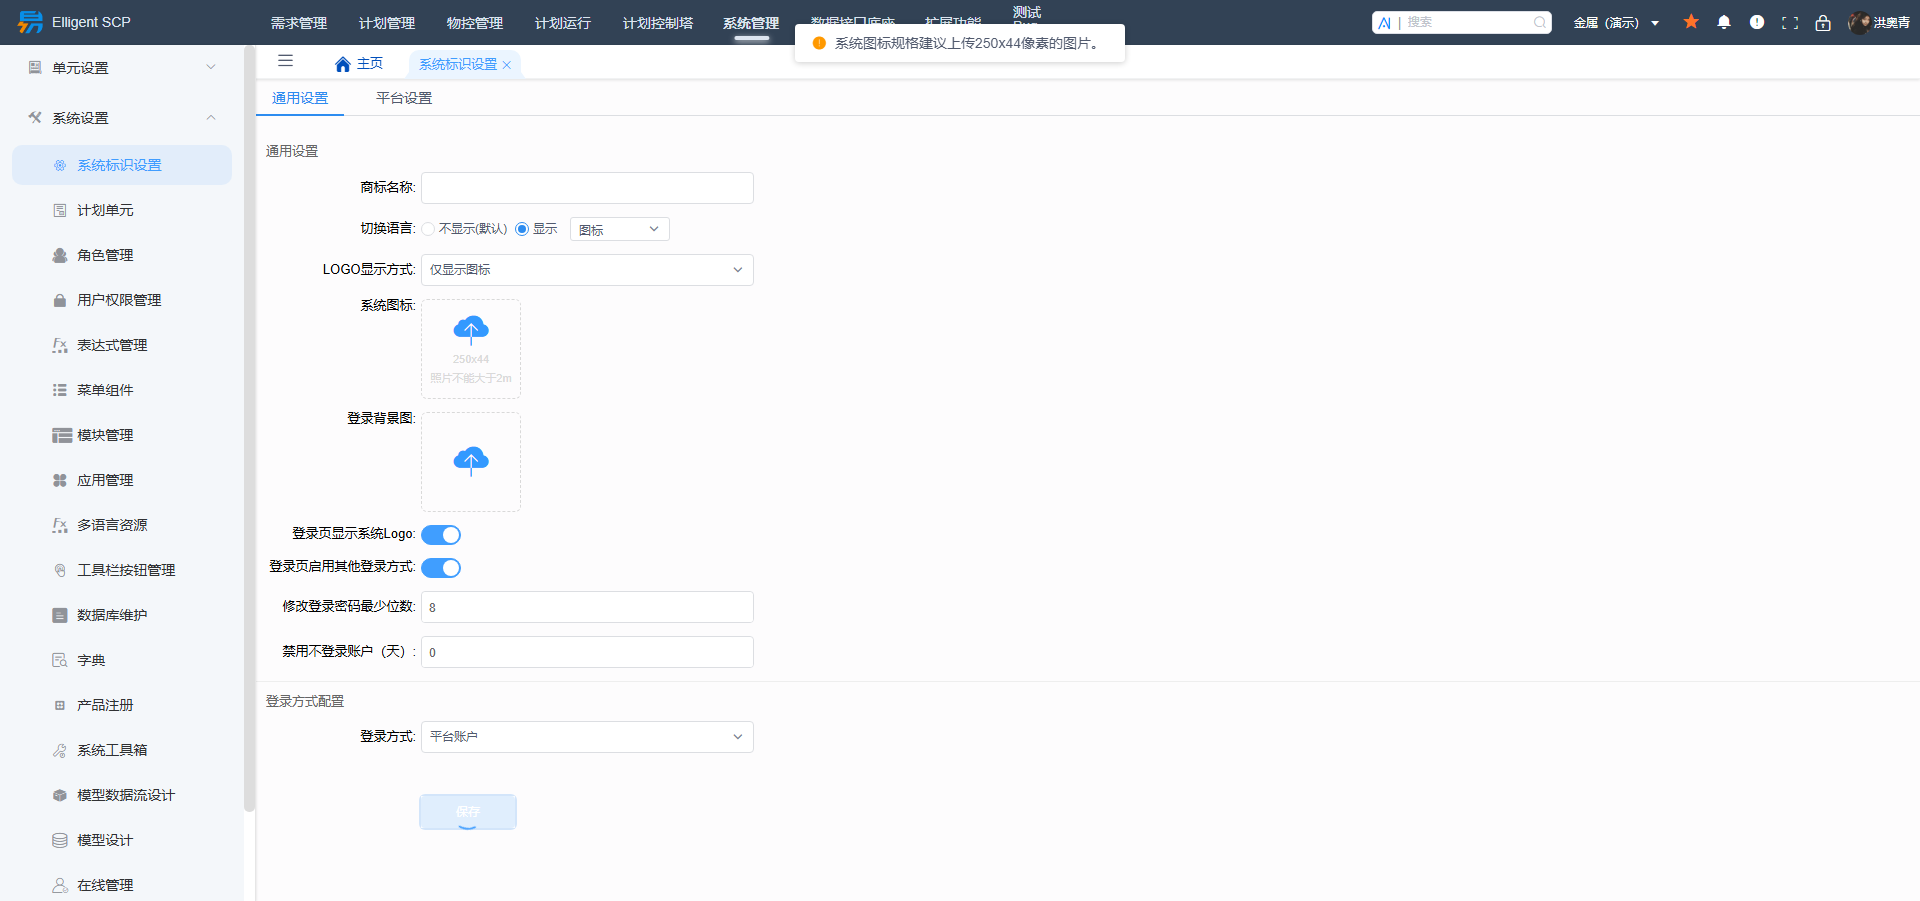 Elligent SCP
需求管理
计划管理
物控管理
计划运行
计划控制塔
系统管理
数据接口底座
扩展功能
测试
搜索
金属（演示）
洪奥青
系统图标规格建议上传250x44像素的图片。
主页
系统标识设置
通用设置
平台设置
单元设置
系统设置
系统标识设置
计划单元
角色管理
用户权限管理
表达式管理
菜单组件
模块管理
应用管理
多语言资源
工具栏按钮管理
数据库维护
字典
产品注册
系统工具箱
模型数据流设计
模型设计
在线管理
通用设置
商标名称:
切换语言: 不显示(默认) 显示 图标
LOGO显示方式: 仅显示图标
系统图标:
250x44
照片不能大于2m
登录背景图:
登录页显示系统Logo:
登录页启用其他登录方式:
修改登录密码最少位数: 8
禁用不登录账户（天）: 0
登录方式配置
登录方式: 平台账户
保存